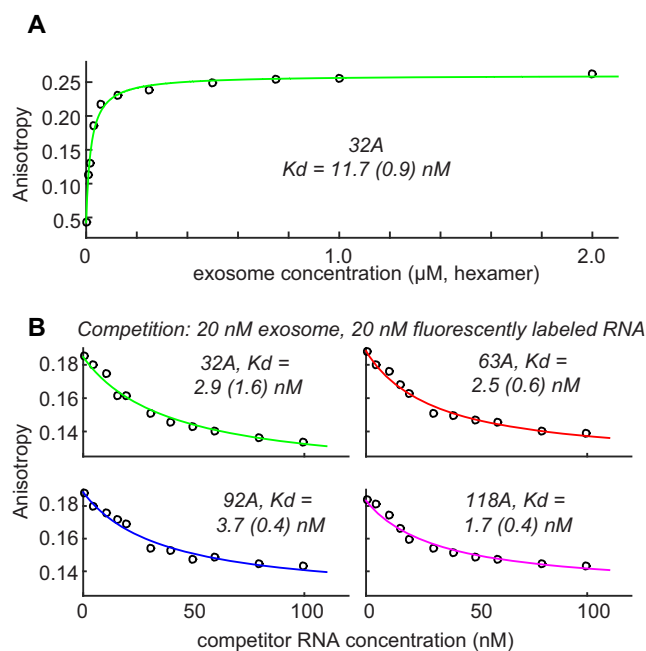 A
Anisotropy
0.25
0.20
0.15
0.10
0.5
32A
Kd = 11.7 (0.9) nM
0
1.0
2.0
exosome concentration (µM, hexamer)
B
Competition: 20 nM exosome, 20 nM fluorescently labeled RNA
Anisotropy
0.18
0.16
0.14
32A, Kd =
2.9 (1.6) nM
63A, Kd =
2.5 (0.6) nM
0.18
0.16
0.14
92A, Kd =
3.7 (0.4) nM
118A, Kd =
1.7 (0.4) nM
0
50
100
0
50
100
competitor RNA concentration (nM)